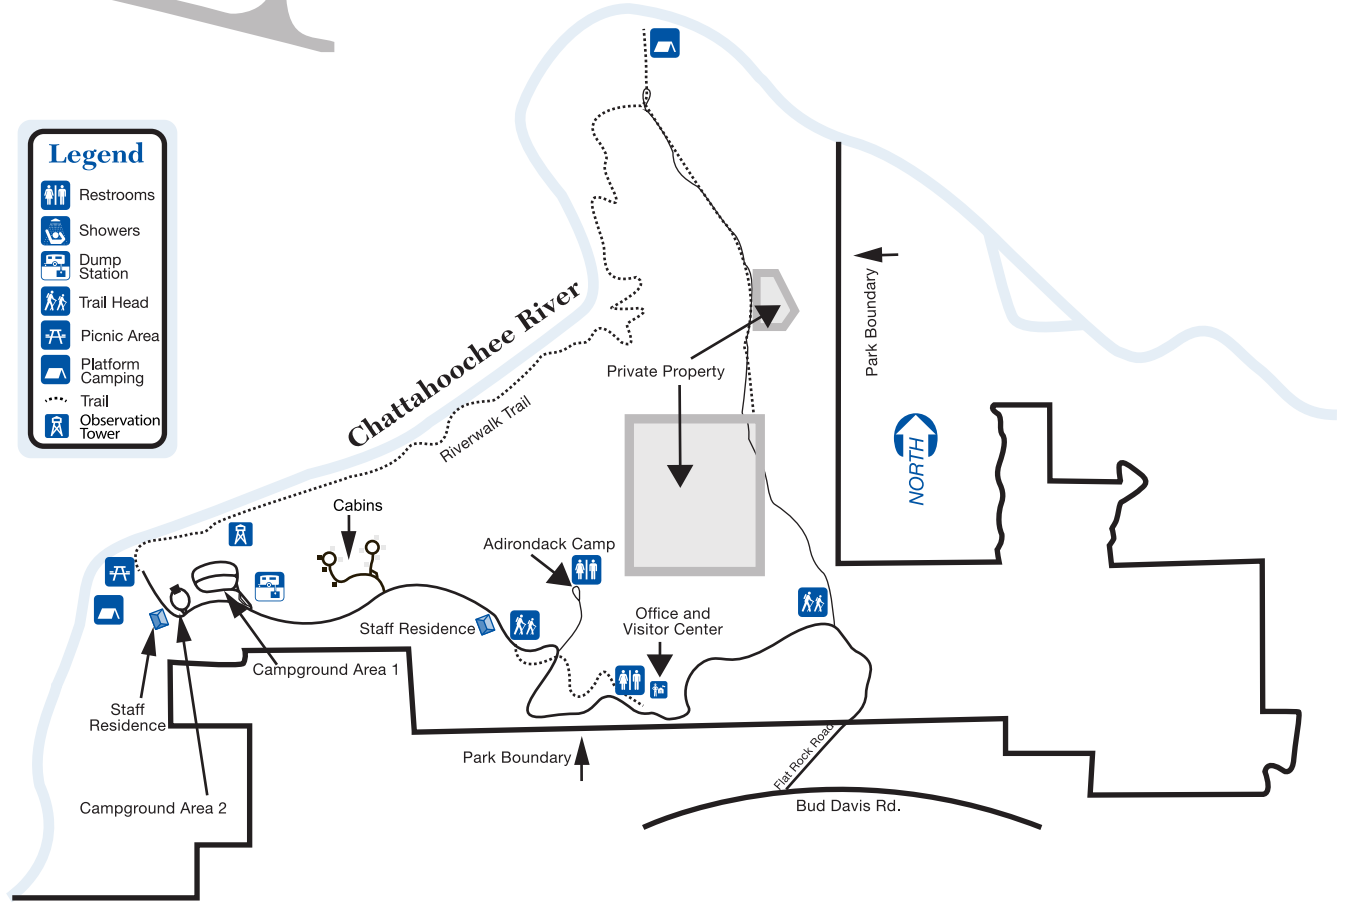 Legend
Restrooms
Showers
Dump
Station
Trail Head
Picnic Area
Platform
Camping
Trail
Observation
Tower
Chattahoochee River
Riverwalk Trail
Private Property
Park Boundary
NORTH
Cabins
Adirondack Camp
Office and
Visitor Center
Staff Residence
Campground Area 1
Staff
Residence
Campground Area 2
Park Boundary
Flat Rock Road
Bud Davis Rd.